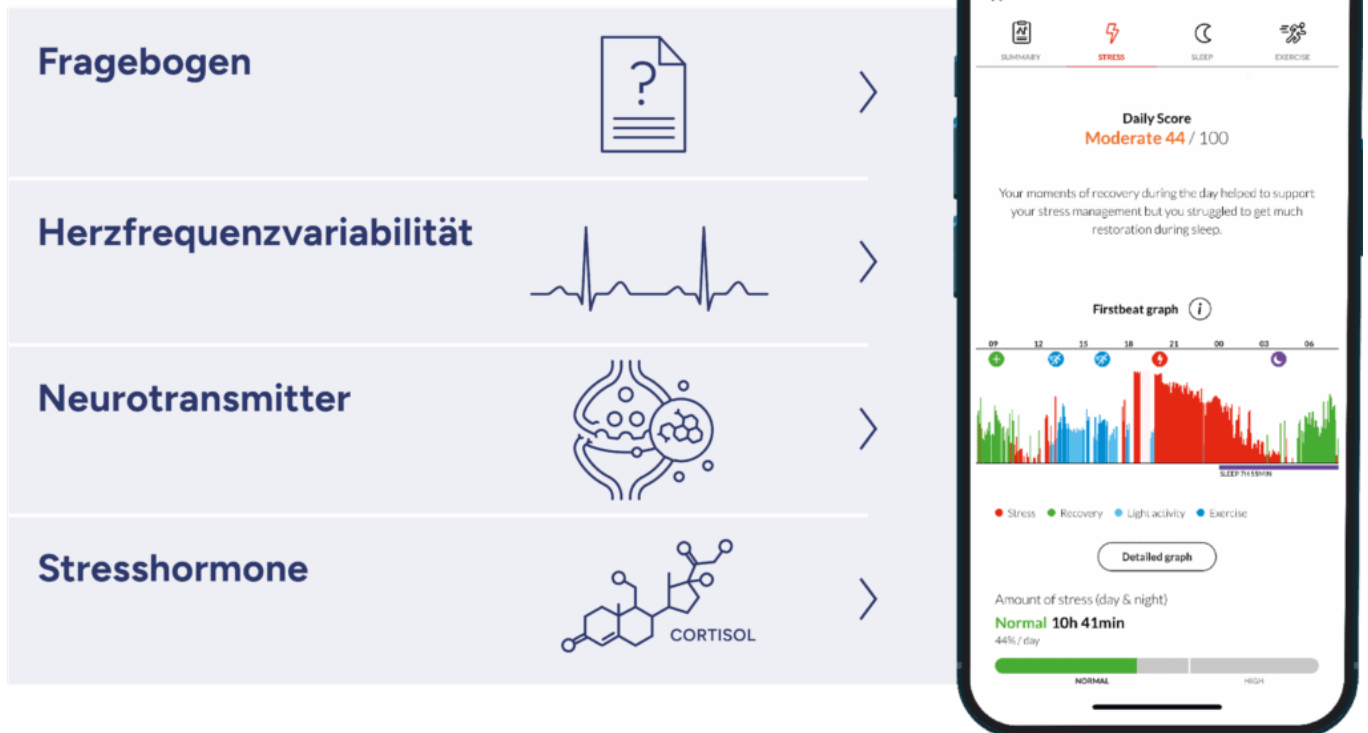 Fragebogen
?
Herzfrequenzvariabilität
Neurotransmitter
Stresshormone
CORTISOL
SUMMARY STRESS SLEEP EXERCISE
Daily Score
Moderate 44 / 100
Your moments of recovery during the day helped to support
your stress management but you struggled to get much
restoration during sleep.
Firstbeat graph i
09 12 15 18 21 00 03 06
SLEEP 7H 55MIN
Stress Recovery Light activity Exercise
Detailed graph
Amount of stress (day & night)
Normal 10h 41min
44% / day
NORMAL HIGH